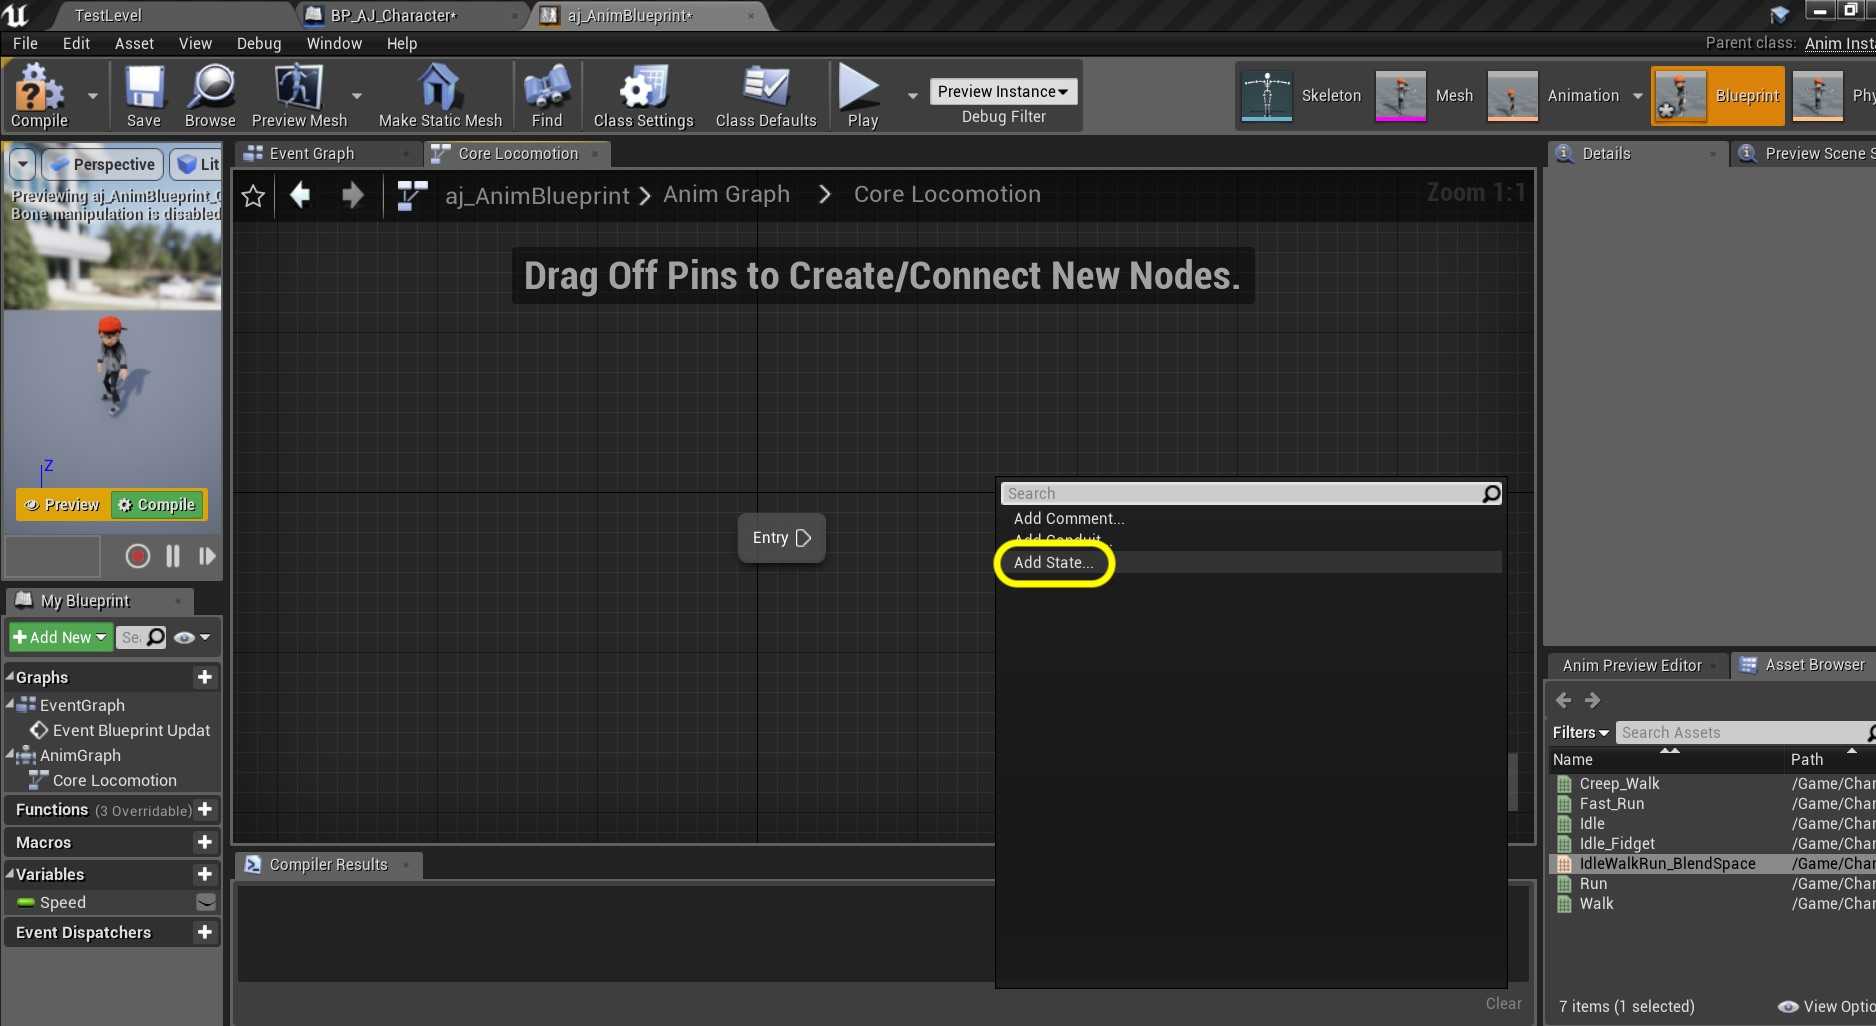 TestLevel
BP_AJ_Character*
aj_AnimBlueprint*
File Edit Asset View Debug Window Help
Parent class: Anim Insta
Compile
Save
Browse
Preview Mesh
Make Static Mesh
Find
Class Settings
Class Defaults
Play
Preview Instance
Debug Filter
Skeleton
Mesh
Animation
Blueprint
Phy
Perspective
Lit
Previewing aj_AnimBlueprint_C
Bone manipulation is disabled
Z
Preview
Compile
Event Graph
Core Locomotion
aj_AnimBlueprint > Anim Graph > Core Locomotion
Zoom 1:1
Drag Off Pins to Create/Connect New Nodes.
Entry
Search
Add Comment...
Add Conduit...
Add State...
My Blueprint
Add New
Sea
Graphs
EventGraph
Event Blueprint Updat
AnimGraph
Core Locomotion
Functions (3 Overridable)
Macros
Variables
Speed
Event Dispatchers
Compiler Results
Clear
Details
Preview Scene S
Anim Preview Editor
Asset Browser
Filters
Search Assets
Name Path
Creep_Walk /Game/Char
Fast_Run /Game/Char
Idle /Game/Char
Idle_Fidget /Game/Char
IdleWalkRun_BlendSpace /Game/Char
Run /Game/Char
Walk /Game/Char
7 items (1 selected)
View Optio